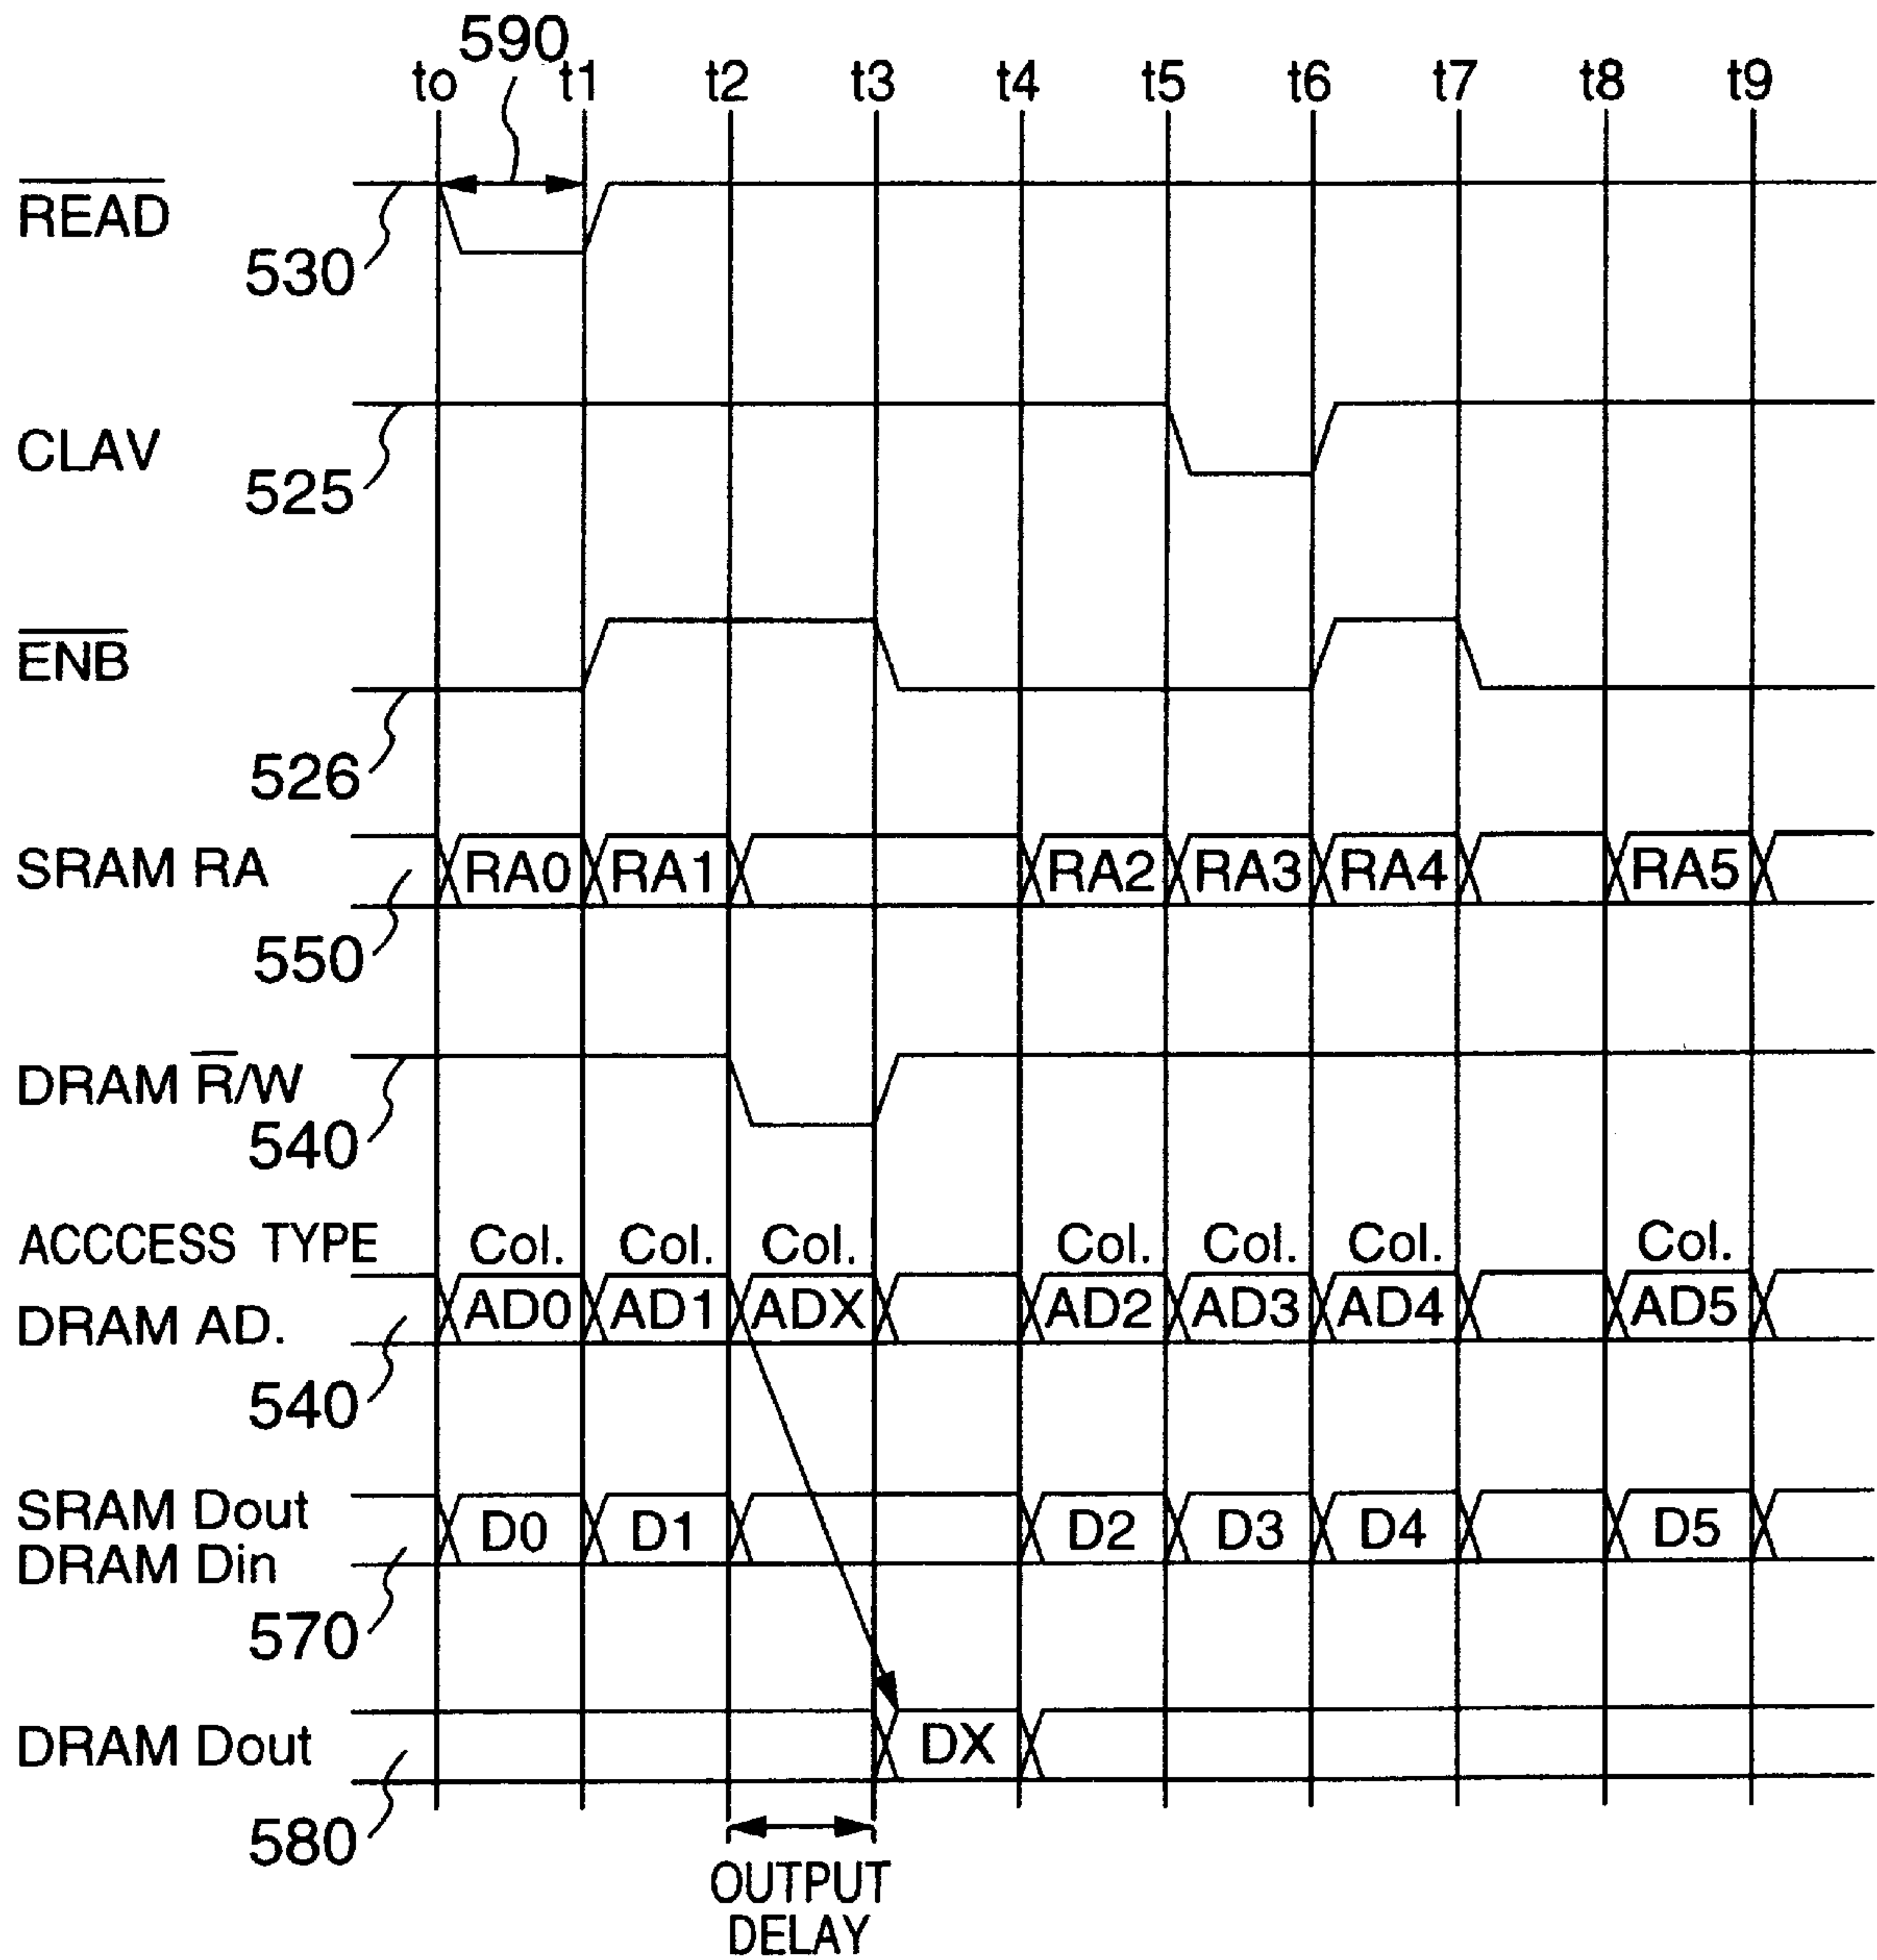 590
to t1 t2 t3 t4 t5 t6 t7 t8 t9
READ
530
CLAV
525
ENB
526
SRAM RA RA0 RA1 RA2 RA3 RA4 RA5
550
DRAM R/W
540
ACCCESS TYPE Col. Col. Col. Col. Col. Col. Col.
DRAM AD. AD0 AD1 ADX AD2 AD3 AD4 AD5
540
SRAM Dout D0 D1 D2 D3 D4 D5
DRAM Din
570
DRAM Dout DX
580
OUTPUT
DELAY